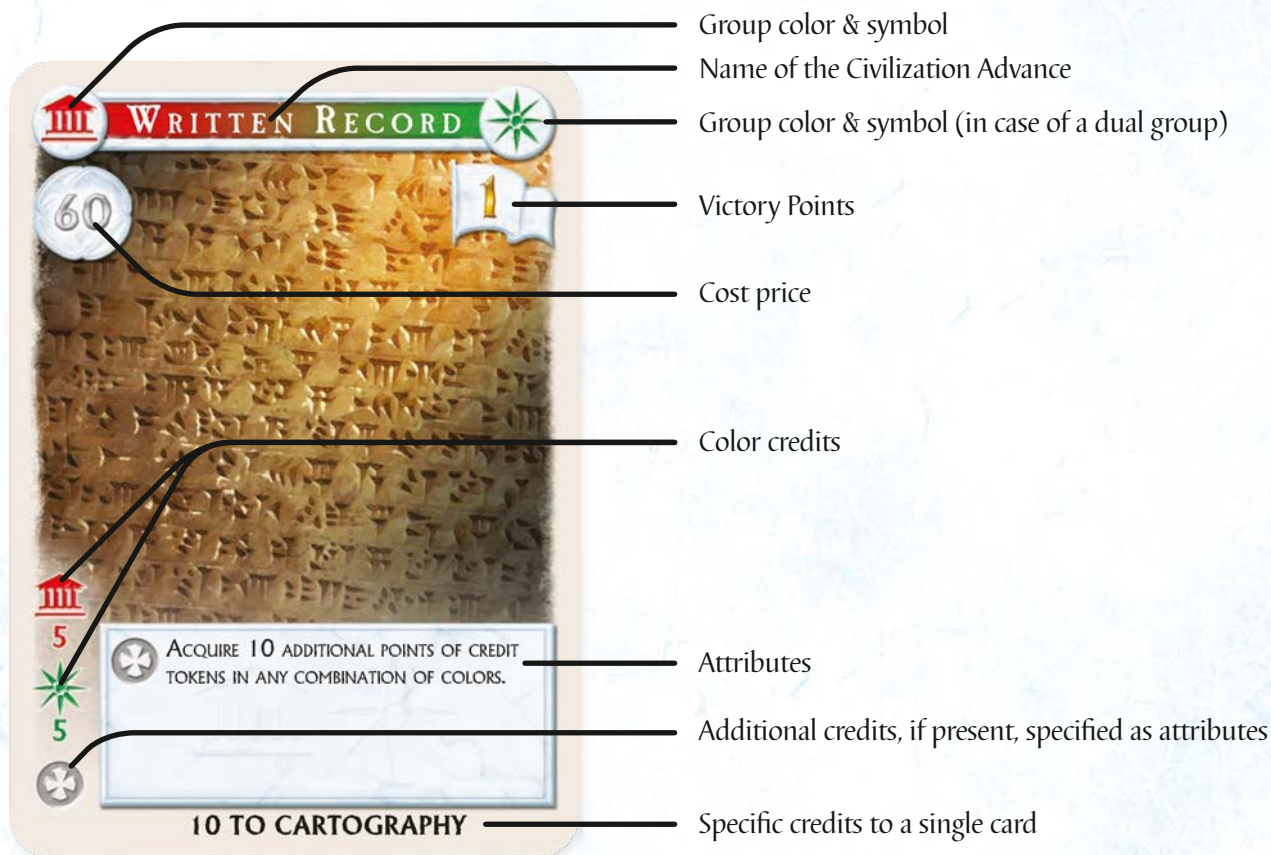 Group color & symbol
Name of the Civilization Advance
WRITTEN RECORD
Group color & symbol (in case of a dual group)
60
1
Victory Points
Cost price
Color credits
5
5
ACQUIRE 10 ADDITIONAL POINTS OF CREDIT
TOKENS IN ANY COMBINATION OF COLORS.
Attributes
Additional credits, if present, specified as attributes
10 TO CARTOGRAPHY
Specific credits to a single card